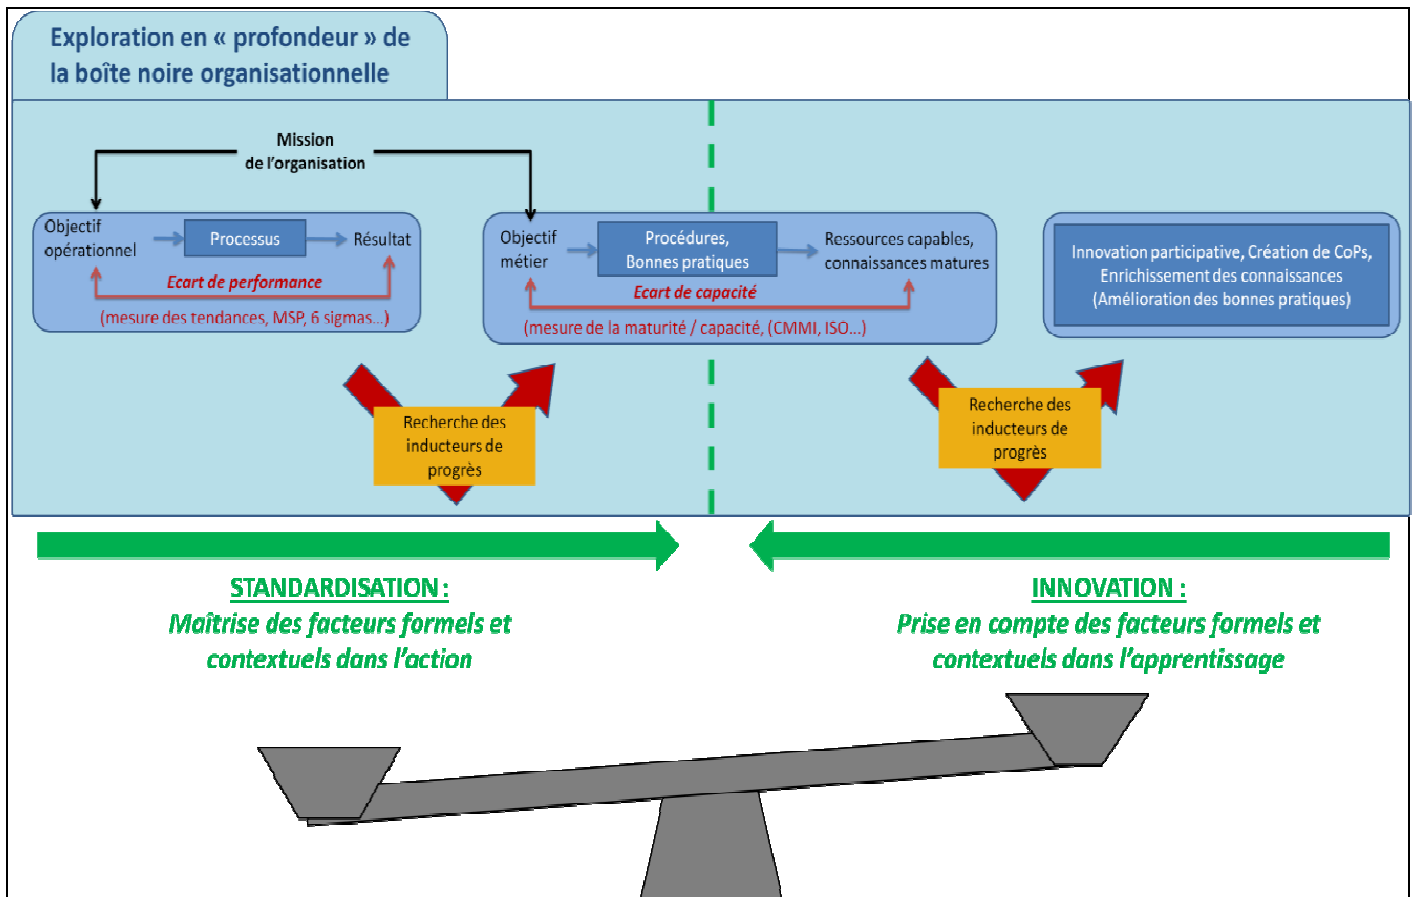 Exploration en « profondeur » de
la boîte noire organisationnelle
Mission
de l'organisation
Objectif
opérationnel
Processus
Résultat
Ecart de performance
(mesure des tendances, MSP, 6 sigmas...)
Objectif
métier
Procédures,
Bonnes pratiques
Ressources capables,
connaissances matures
Ecart de capacité
(mesure de la maturité / capacité, (CMMI, ISO...)
Innovation participative, Création de CoPs,
Enrichissement des connaissances
(Amélioration des bonnes pratiques)
Recherche des
inducteurs de
progrès
Recherche des
inducteurs de
progrès
STANDARDISATION :
Maîtrise des facteurs formels et
contextuels dans l'action
INNOVATION :
Prise en compte des facteurs formels et
contextuels dans l'apprentissage